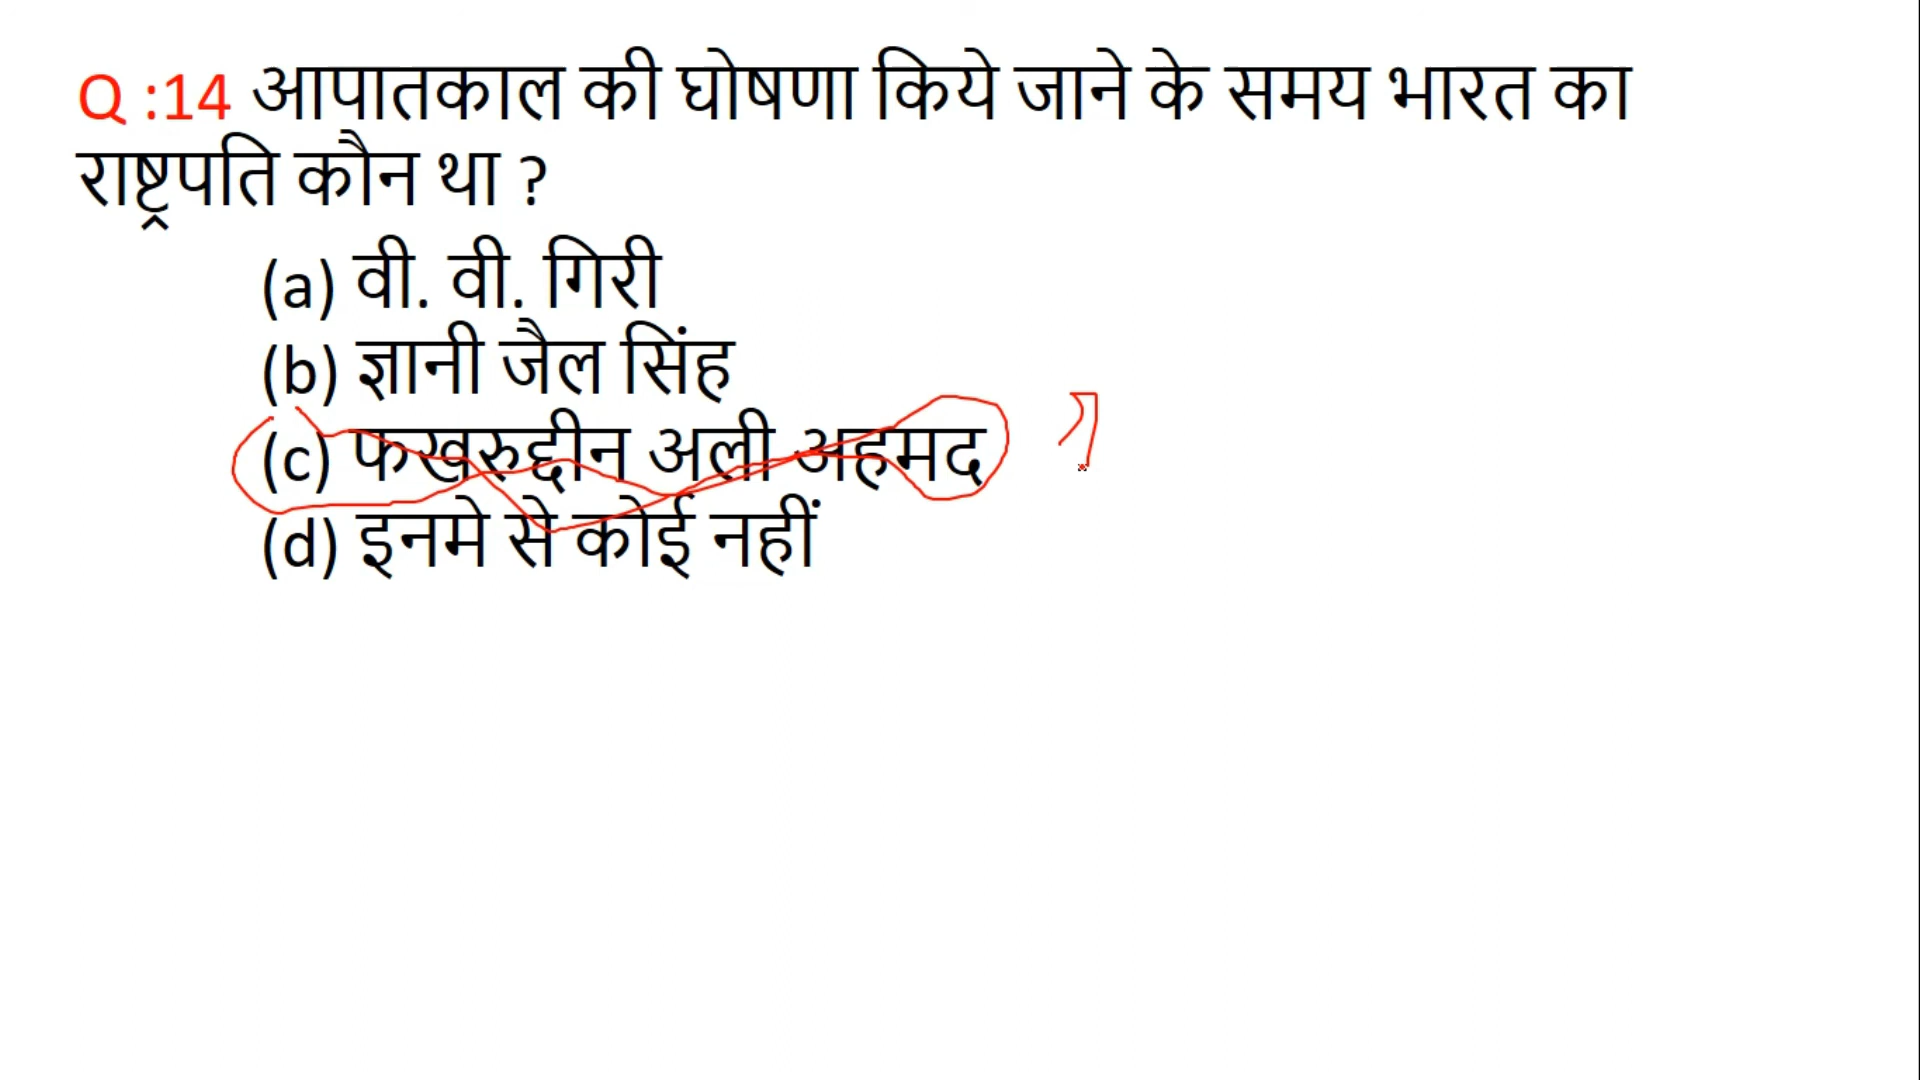 Q :14 आपातकाल की घोषणा किये जाने के समय भारत का
राष्ट्रपति कौन था ?
(a) वी. वी. गिरी
(b) ज्ञानी जैल सिंह
(c) फखरुद्दीन अली अहमद
(d) इनमे से कोई नहीं